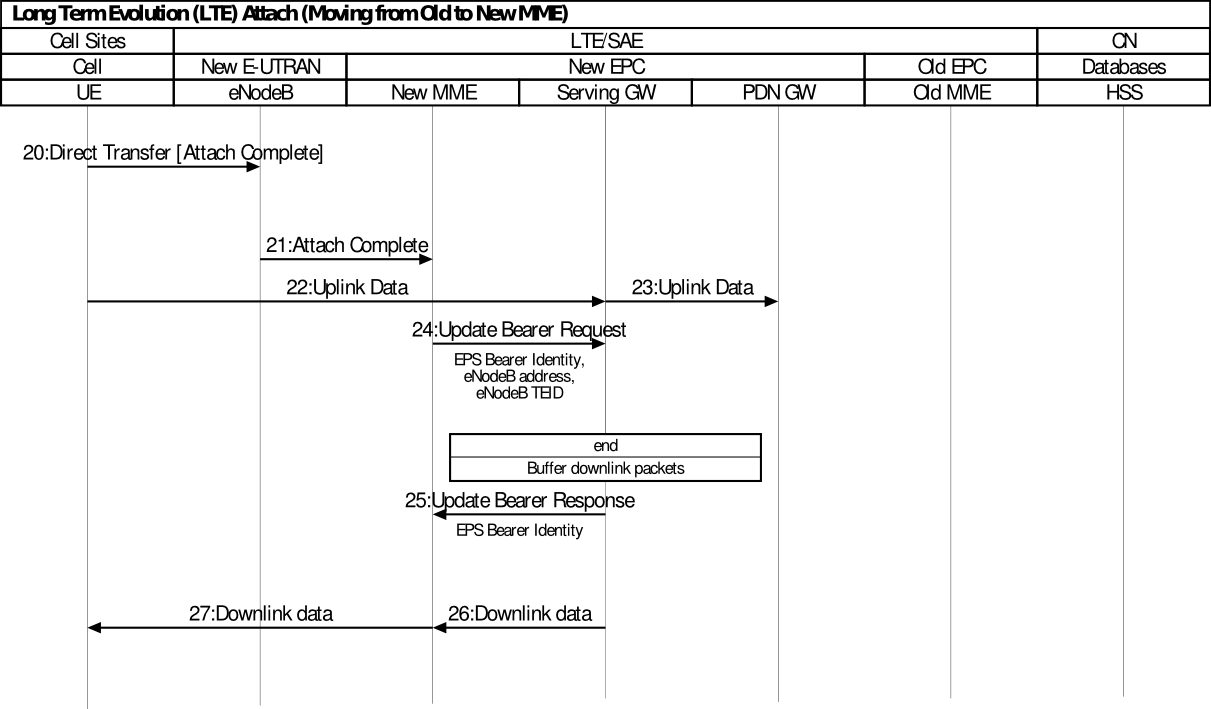 Long Term Evolution (LTE) Attach (Moving from Old to New MME)
Cell Sites LTE/SAE CN
Cell New E-UTRAN New EPC Old EPC Databases
UE eNodeB New MME Serving GW PDN GW Old MME HSS
20:Direct Transfer [Attach Complete]
21:Attach Complete
22:Uplink Data 23:Uplink Data
24:Update Bearer Request
EPS Bearer Identity,
eNodeB address,
eNodeB TEID
end
Buffer downlink packets
25:Update Bearer Response
EPS Bearer Identity
27:Downlink data 26:Downlink data